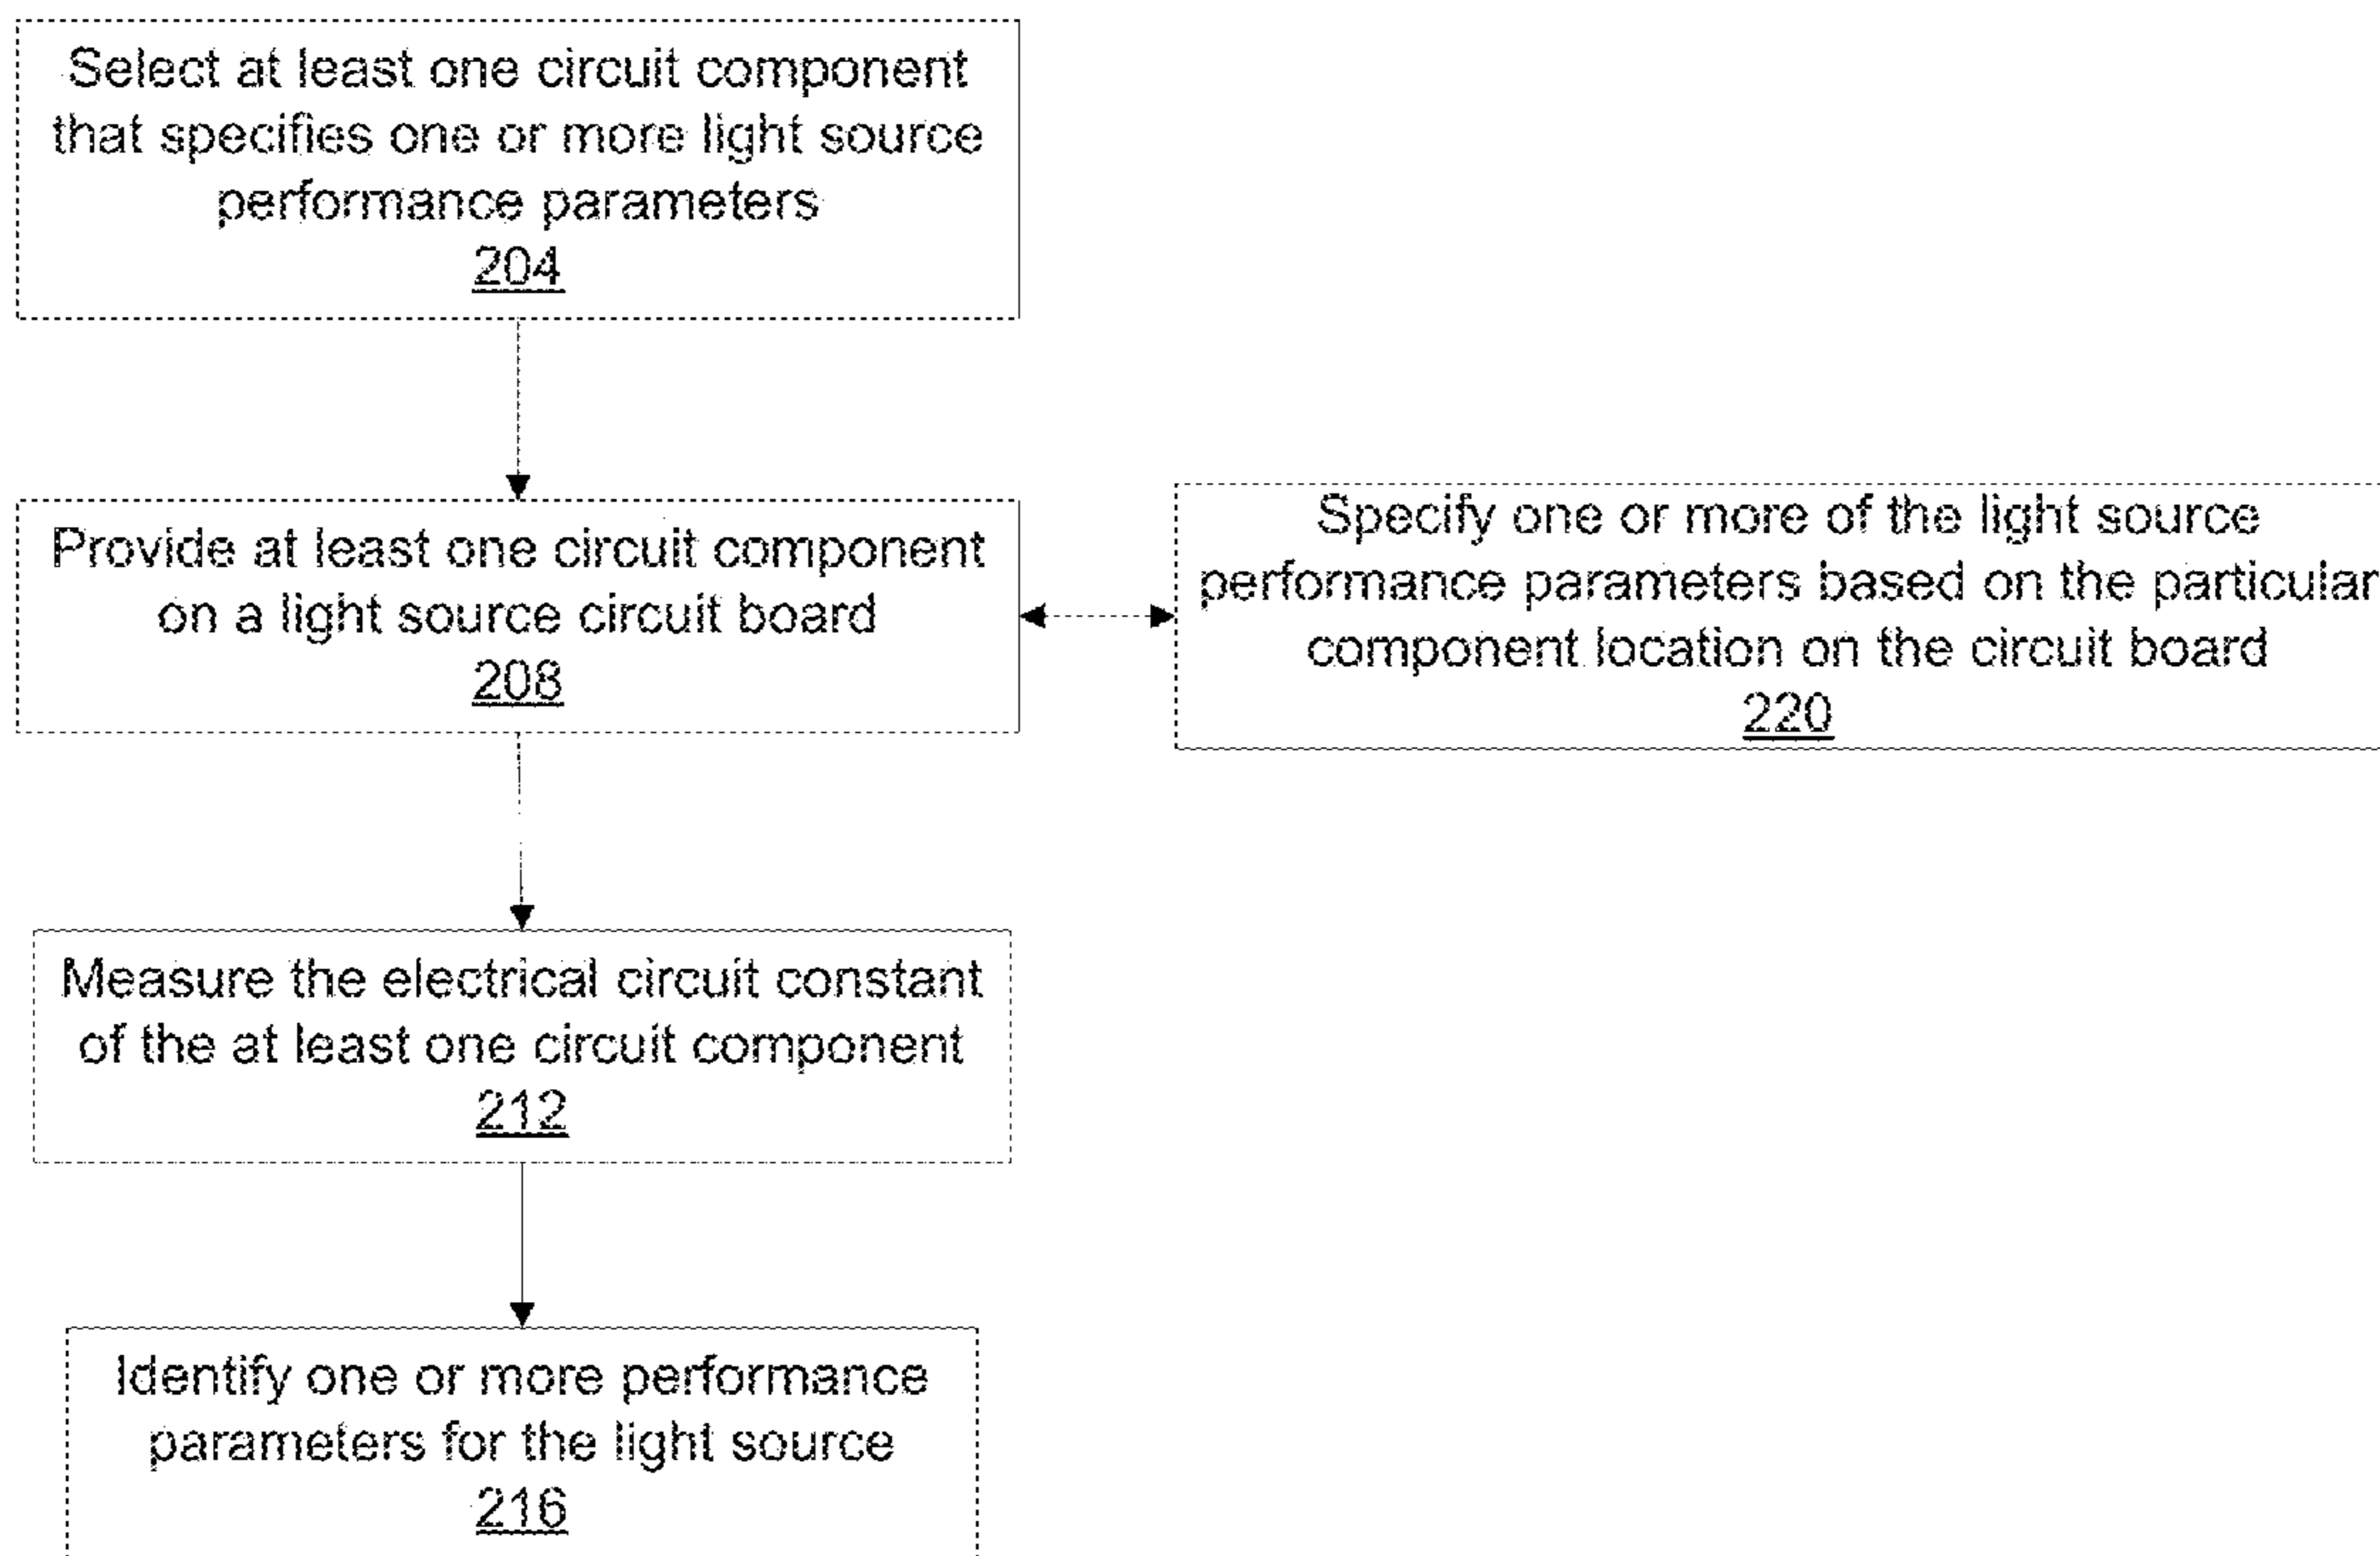 Select at least one circuit component
that specifies one or more light source
performance parameters
204
Provide at least one circuit component
on a light source circuit board
208
Specify one or more of the light source
performance parameters based on the particular
component location on the circuit board
220
Measure the electrical circuit constant
of the at least one circuit component
212
Identify one or more performance
parameters for the light source
216